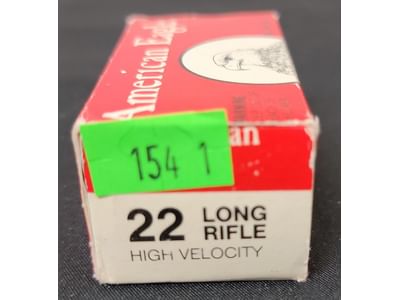 American Eagle
154 1
22 LONG
RIFLE
HIGH VELOCITY